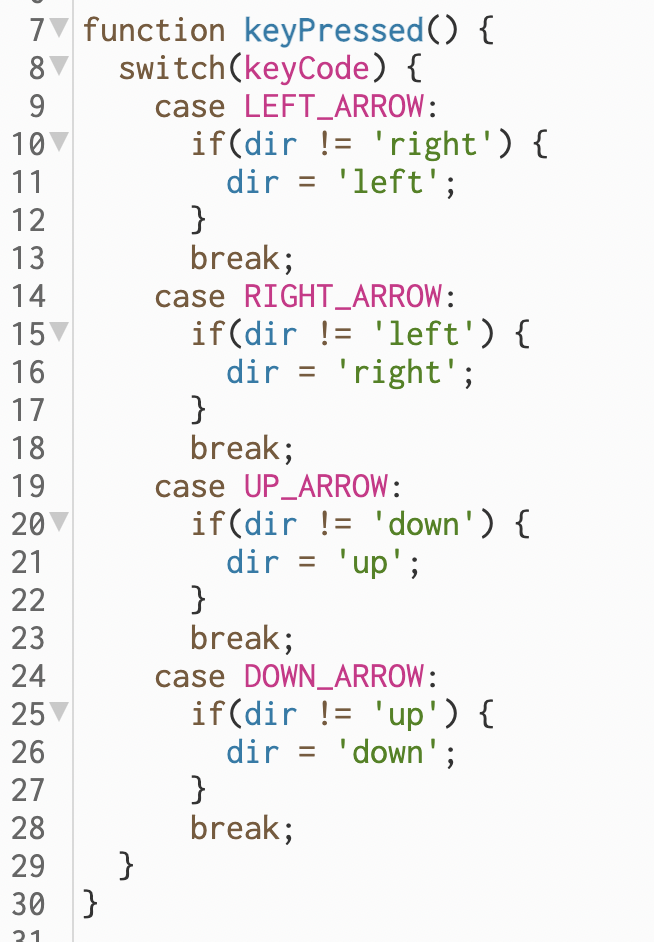 7 function keyPressed() {
8   switch(keyCode) {
9     case LEFT_ARROW:
10       if(dir != 'right') {
11         dir = 'left';
12       }
13       break;
14     case RIGHT_ARROW:
15       if(dir != 'left') {
16         dir = 'right';
17       }
18       break;
19     case UP_ARROW:
20       if(dir != 'down') {
21         dir = 'up';
22       }
23       break;
24     case DOWN_ARROW:
25       if(dir != 'up') {
26         dir = 'down';
27       }
28       break;
29   }
30 }
31